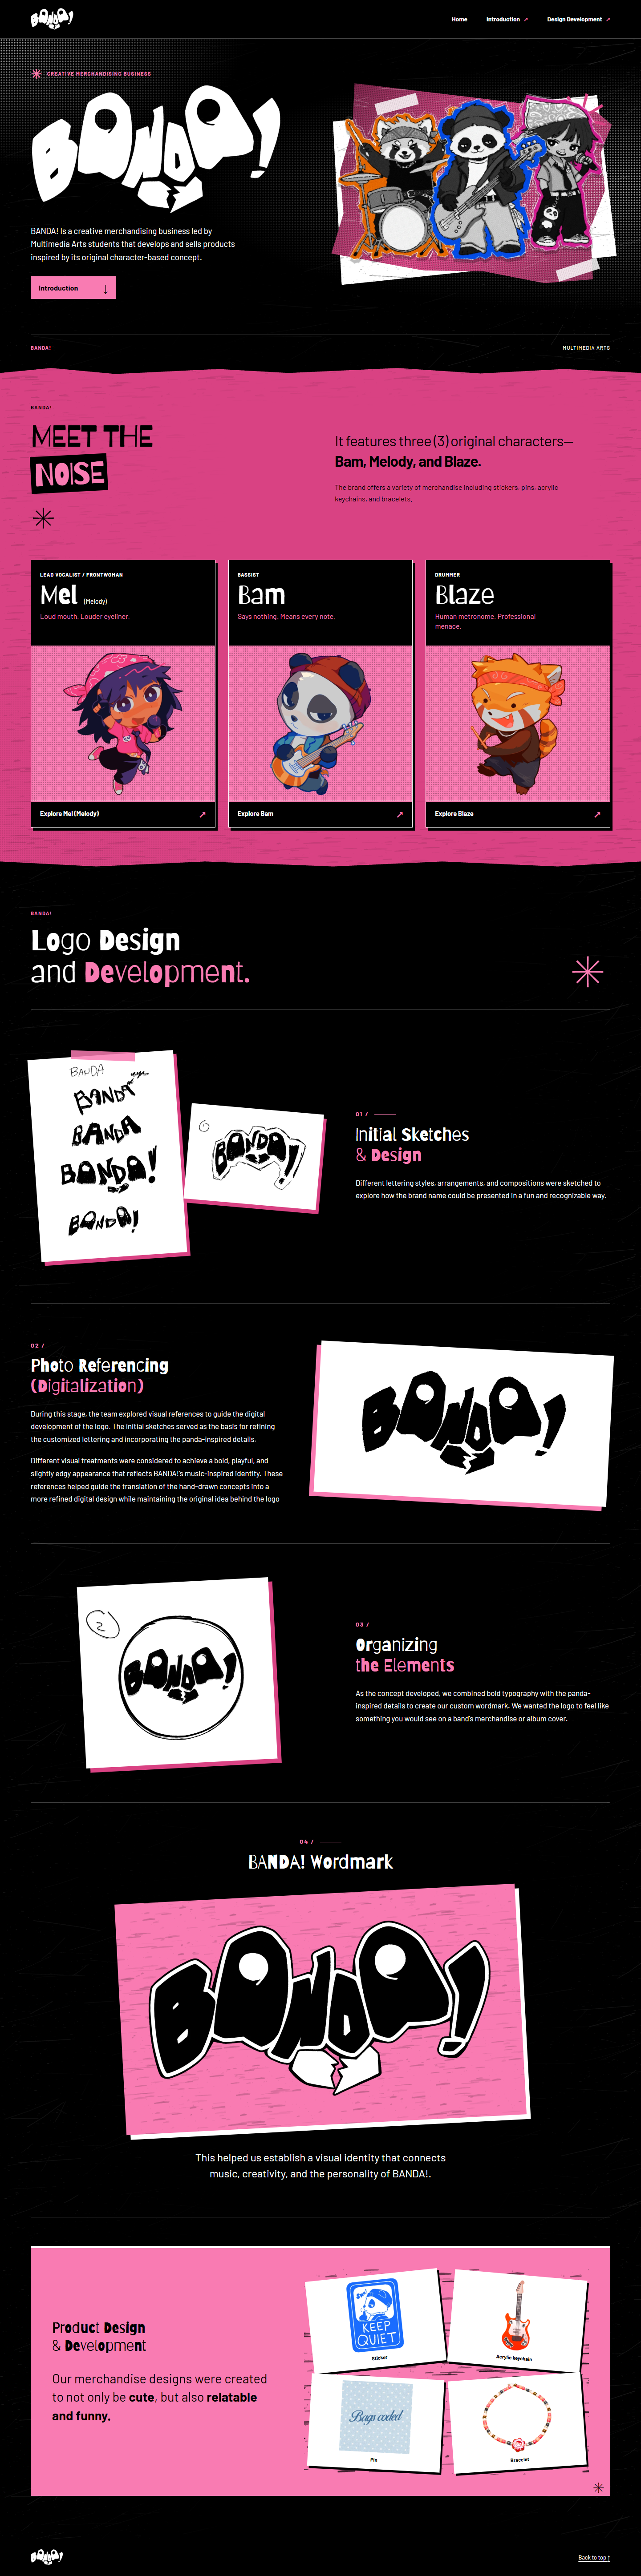 BANDA!
Home Introduction ↗ Design Development ↗
CREATIVE MERCHANDISING BUSINESS
BANDA!
BANDA! Is a creative merchandising business led by
Multimedia Arts students that develops and sells products
inspired by its original character-based concept.
Introduction ↓
BANDA!
MULTIMEDIA ARTS
BANDA!
MEET THE
NOISE
It features three (3) original characters—
Bam, Melody, and Blaze.
The brand offers a variety of merchandise including stickers, pins, acrylic
keychains, and bracelets.
LEAD VOCALIST / FRONTWOMAN
Mel (Melody)
Loud mouth. Louder eyeliner.
Explore Mel (Melody) ↗
BASSIST
Bam
Says nothing. Means every note.
Explore Bam ↗
DRUMMER
Blaze
Human metronome. Professional
menace.
Explore Blaze ↗
BANDA!
Logo Design
and Development.
BANDA
BANDA
BANDA
BANDA!
BANDA!
BANDA!
01 /
Initial Sketches
& Design
Different lettering styles, arrangements, and compositions were sketched to
explore how the brand name could be presented in a fun and recognizable way.
02 /
Photo Referencing
(Digitalization)
During this stage, the team explored visual references to guide the digital
development of the logo. The initial sketches served as the basis for refining
the customized lettering and incorporating the panda-inspired details.
Different visual treatments were considered to achieve a bold, playful, and
slightly edgy appearance that reflects BANDA!'s music-inspired identity. These
references helped guide the translation of the hand-drawn concepts into a
more refined digital design while maintaining the original idea behind the logo
BANDA!
2
BANDA!
03 /
Organizing
the Elements
As the concept developed, we combined bold typography with the panda-
inspired details to create our custom wordmark. We wanted the logo to feel like
something you would see on a band's merchandise or album cover.
04 /
BANDA! Wordmark
BANDA!
This helped us establish a visual identity that connects
music, creativity, and the personality of BANDA!.
Product Design
& Development
Our merchandise designs were created
to not only be cute, but also relatable
and funny.
KEEP
QUIET
Sticker
Acrylic keychain
Bags coded
Pin
Bracelet
BANDA!
Back to top ↑